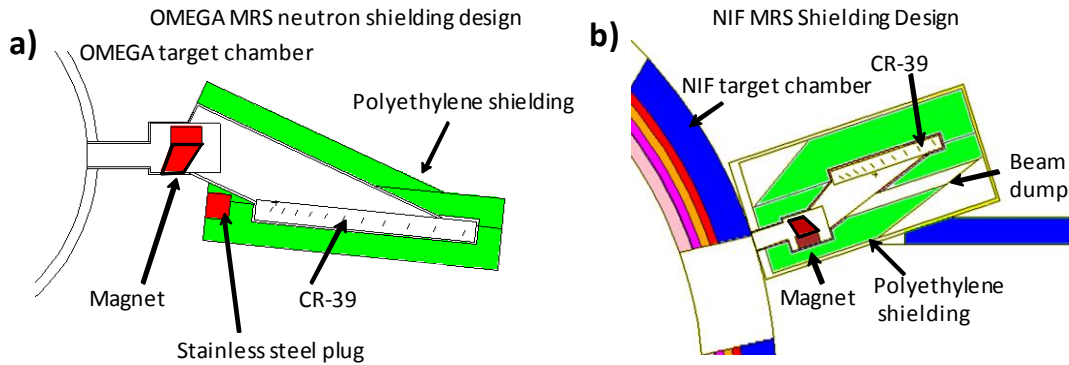 OMEGA MRS neutron shielding design
a)
OMEGA target chamber
Polyethylene shielding
Magnet
CR-39
Stainless steel plug
NIF MRS Shielding Design
b)
CR-39
NIF target chamber
Beam
dump
Magnet
Polyethylene
shielding